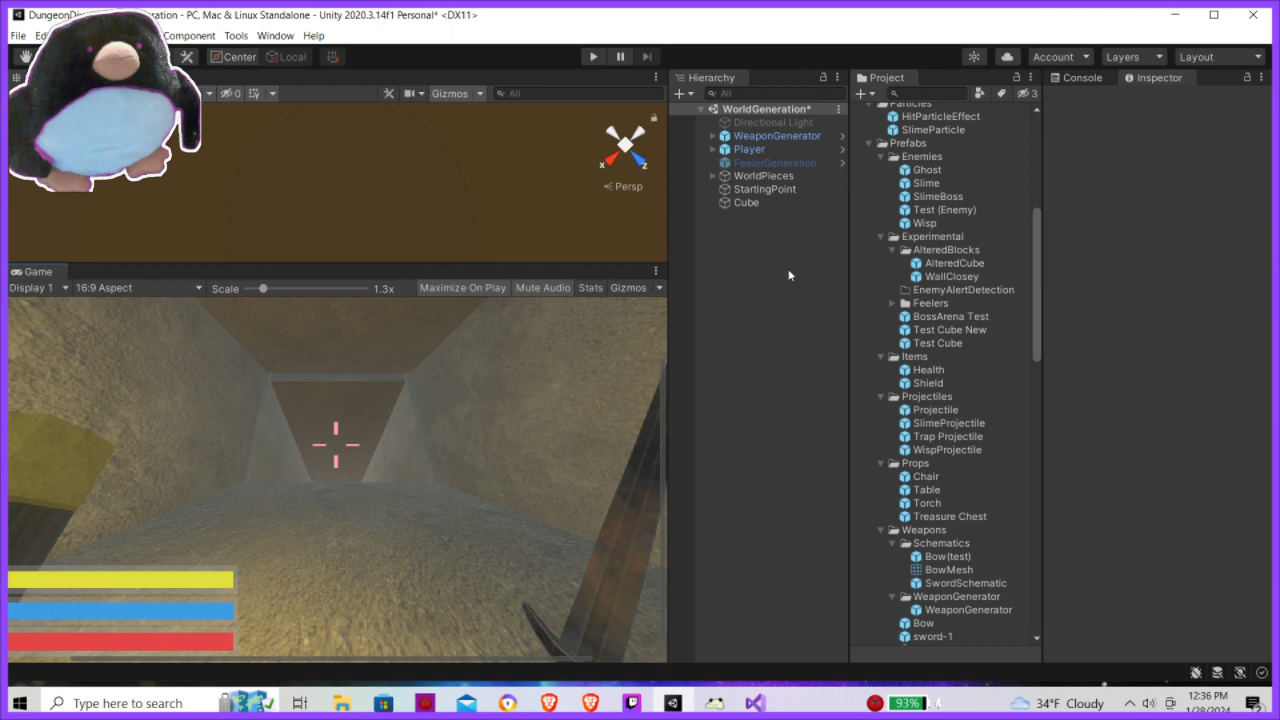 DungeonDi
eration - PC, Mac & Linux Standalone - Unity 2020.3.14f1 Personal* <DX11>
File
Ed
omponent
Tools
Window
Help
Center
Local
Account
Layers
Layout
0
Gizmos
All
Persp
Game
Display 1
16:9 Aspect
Scale
1.3x
Maximize On Play
Mute Audio
Stats
Gizmos
Hierarchy
All
WorldGeneration*
Directional Light
WeaponGenerator
Player
FeelerGeneration
WorldPieces
StartingPoint
Cube
Project
3
Particles
HitParticleEffect
SlimeParticle
Prefabs
Enemies
Ghost
Slime
SlimeBoss
Test (Enemy)
Wisp
Experimental
AlteredBlocks
AlteredCube
WallClosey
EnemyAlertDetection
Feelers
BossArena Test
Test Cube New
Test Cube
Items
Health
Shield
Projectiles
Projectile
SlimeProjectile
Trap Projectile
WispProjectile
Props
Chair
Table
Torch
Treasure Chest
Weapons
Schematics
Bow(test)
BowMesh
SwordSchematic
WeaponGenerator
WeaponGenerator
Bow
sword-1
Console
Inspector
Type here to search
93%
34°F Cloudy
12:36 PM
1/28/2024
2